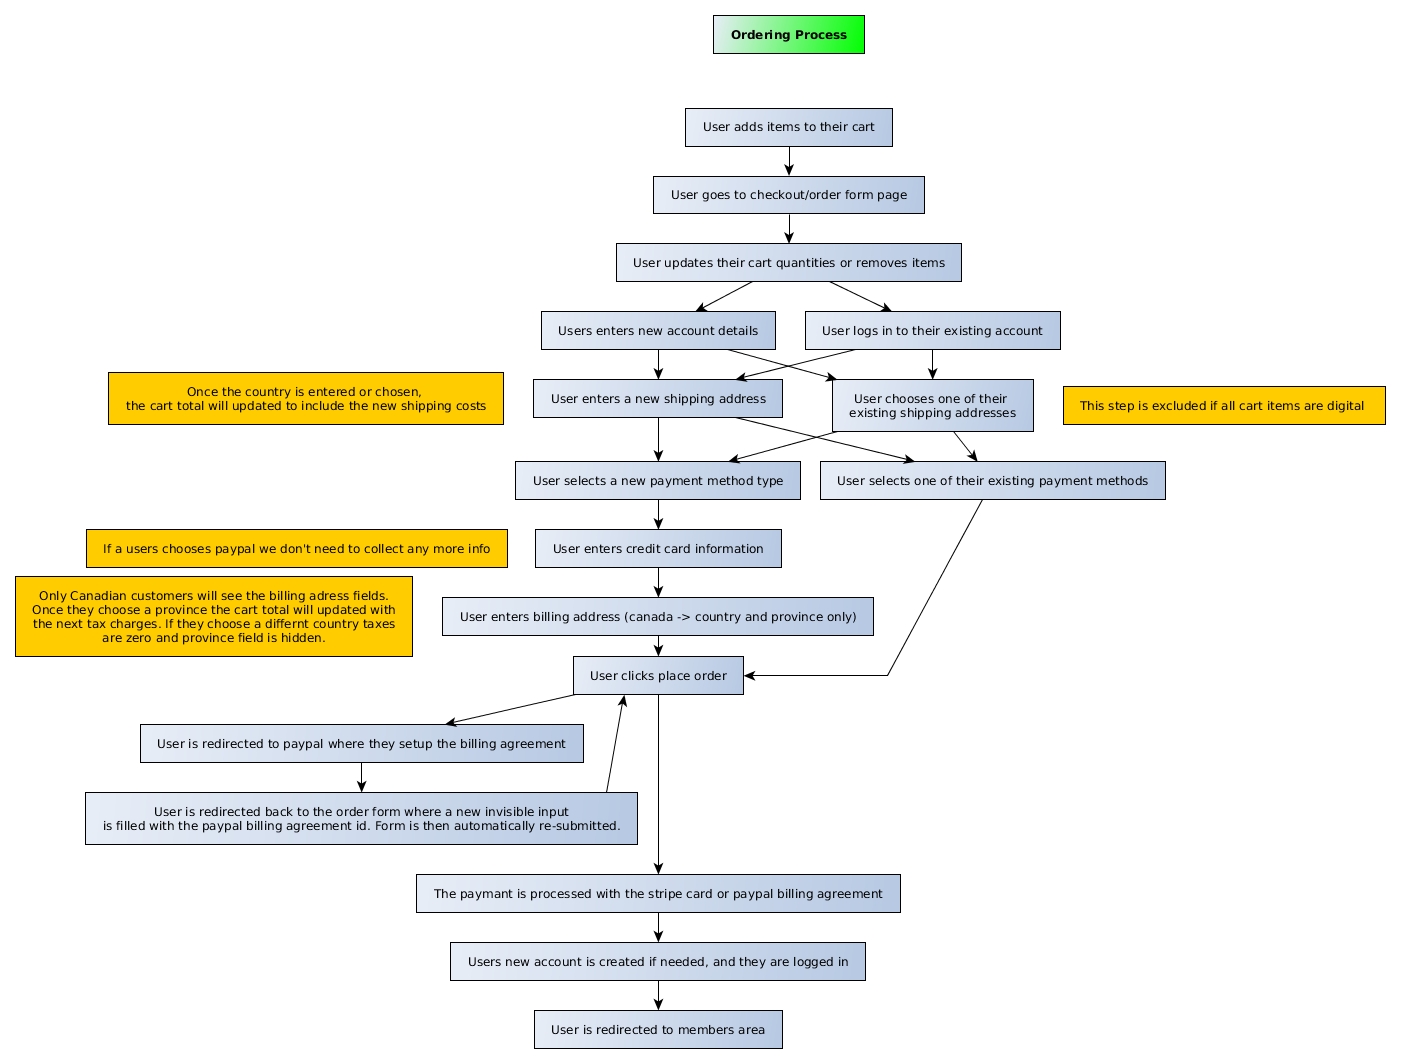 Ordering Process
User adds items to their cart
User goes to checkout/order form page
User updates their cart quantities or removes items
Users enters new account details
User logs in to their existing account
Once the country is entered or chosen,
the cart total will updated to include the new shipping costs
User enters a new shipping address
User chooses one of their
existing shipping addresses
This step is excluded if all cart items are digital
User selects a new payment method type
User selects one of their existing payment methods
If a users chooses paypal we don't need to collect any more info
User enters credit card information
Only Canadian customers will see the billing adress fields.
Once they choose a province the cart total will updated with
the next tax charges. If they choose a differnt country taxes
are zero and province field is hidden.
User enters billing address (canada -> country and province only)
User clicks place order
User is redirected to paypal where they setup the billing agreement
User is redirected back to the order form where a new invisible input
is filled with the paypal billing agreement id. Form is then automatically re-submitted.
The paymant is processed with the stripe card or paypal billing agreement
Users new account is created if needed, and they are logged in
User is redirected to members area